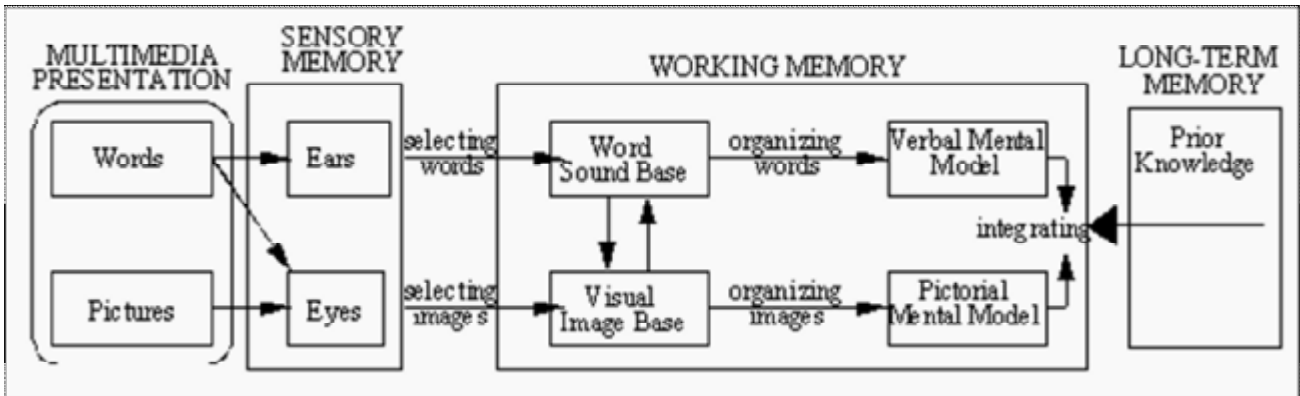 MULTIMEDIA
PRESENTATION
SENSORY
MEMORY
WORKING MEMORY
LONG-TERM
MEMORY
Words
Ears
selecting
words
Word
Sound Base
organizing
words
Verbal Mental
Model
Prior
Knowledge
integrating
Pictures
Eyes
selecting
images
Visual
Image Base
organizing
images
Pictorial
Mental Model